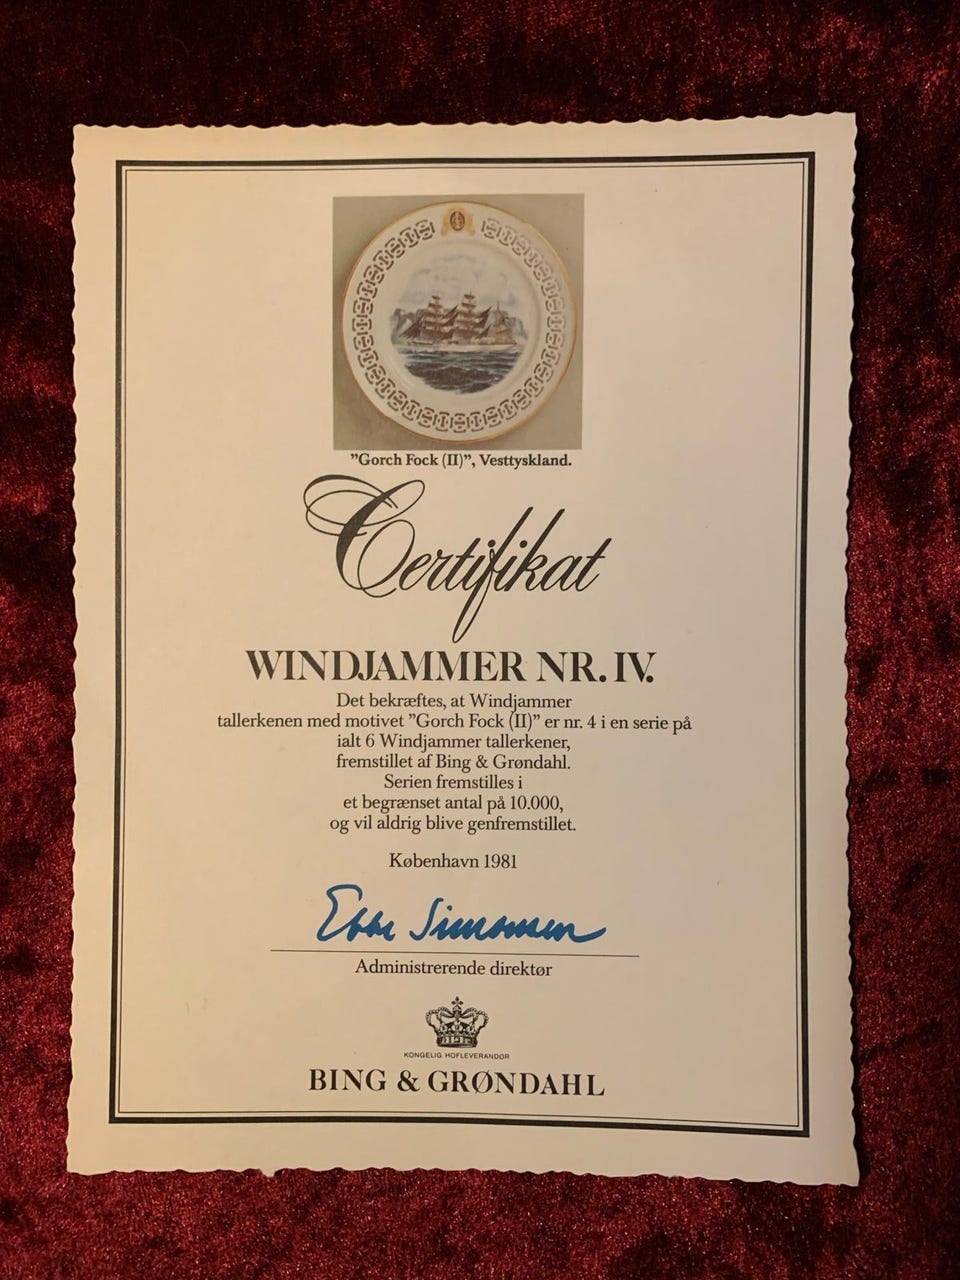 ”Gorch Fock (II)”, Vesttyskland.
Certifikat
WINDJAMMER NR. IV.
Det bekræftes, at Windjammer
tallerkenen med motivet ”Gorch Fock (II)” er nr. 4 i en serie på
ialt 6 Windjammer tallerkener,
fremstillet af Bing & Grøndahl.
Serien fremstilles i
et begrænset antal på 10.000,
og vil aldrig blive genfremstillet.
København 1981
Ebbe Simonsen
Administrerende direktør
KONGELIG HOFLEVERANDØR
BING & GRØNDAHL